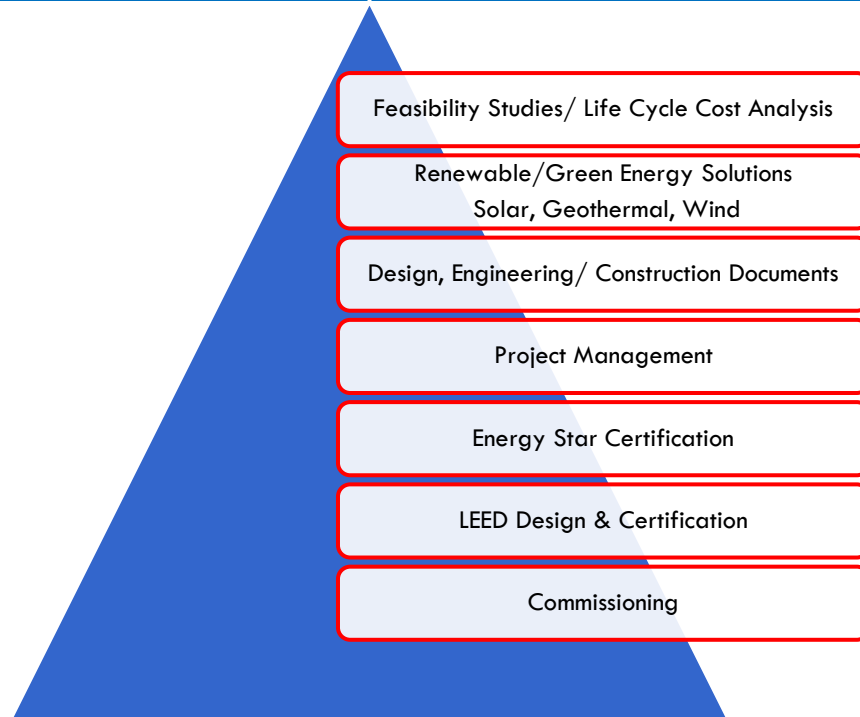 Feasibility Studies/ Life Cycle Cost Analysis
Renewable/Green Energy Solutions
Solar, Geothermal, Wind
Design, Engineering/ Construction Documents
Project Management
Energy Star Certification
LEED Design & Certification
Commissioning